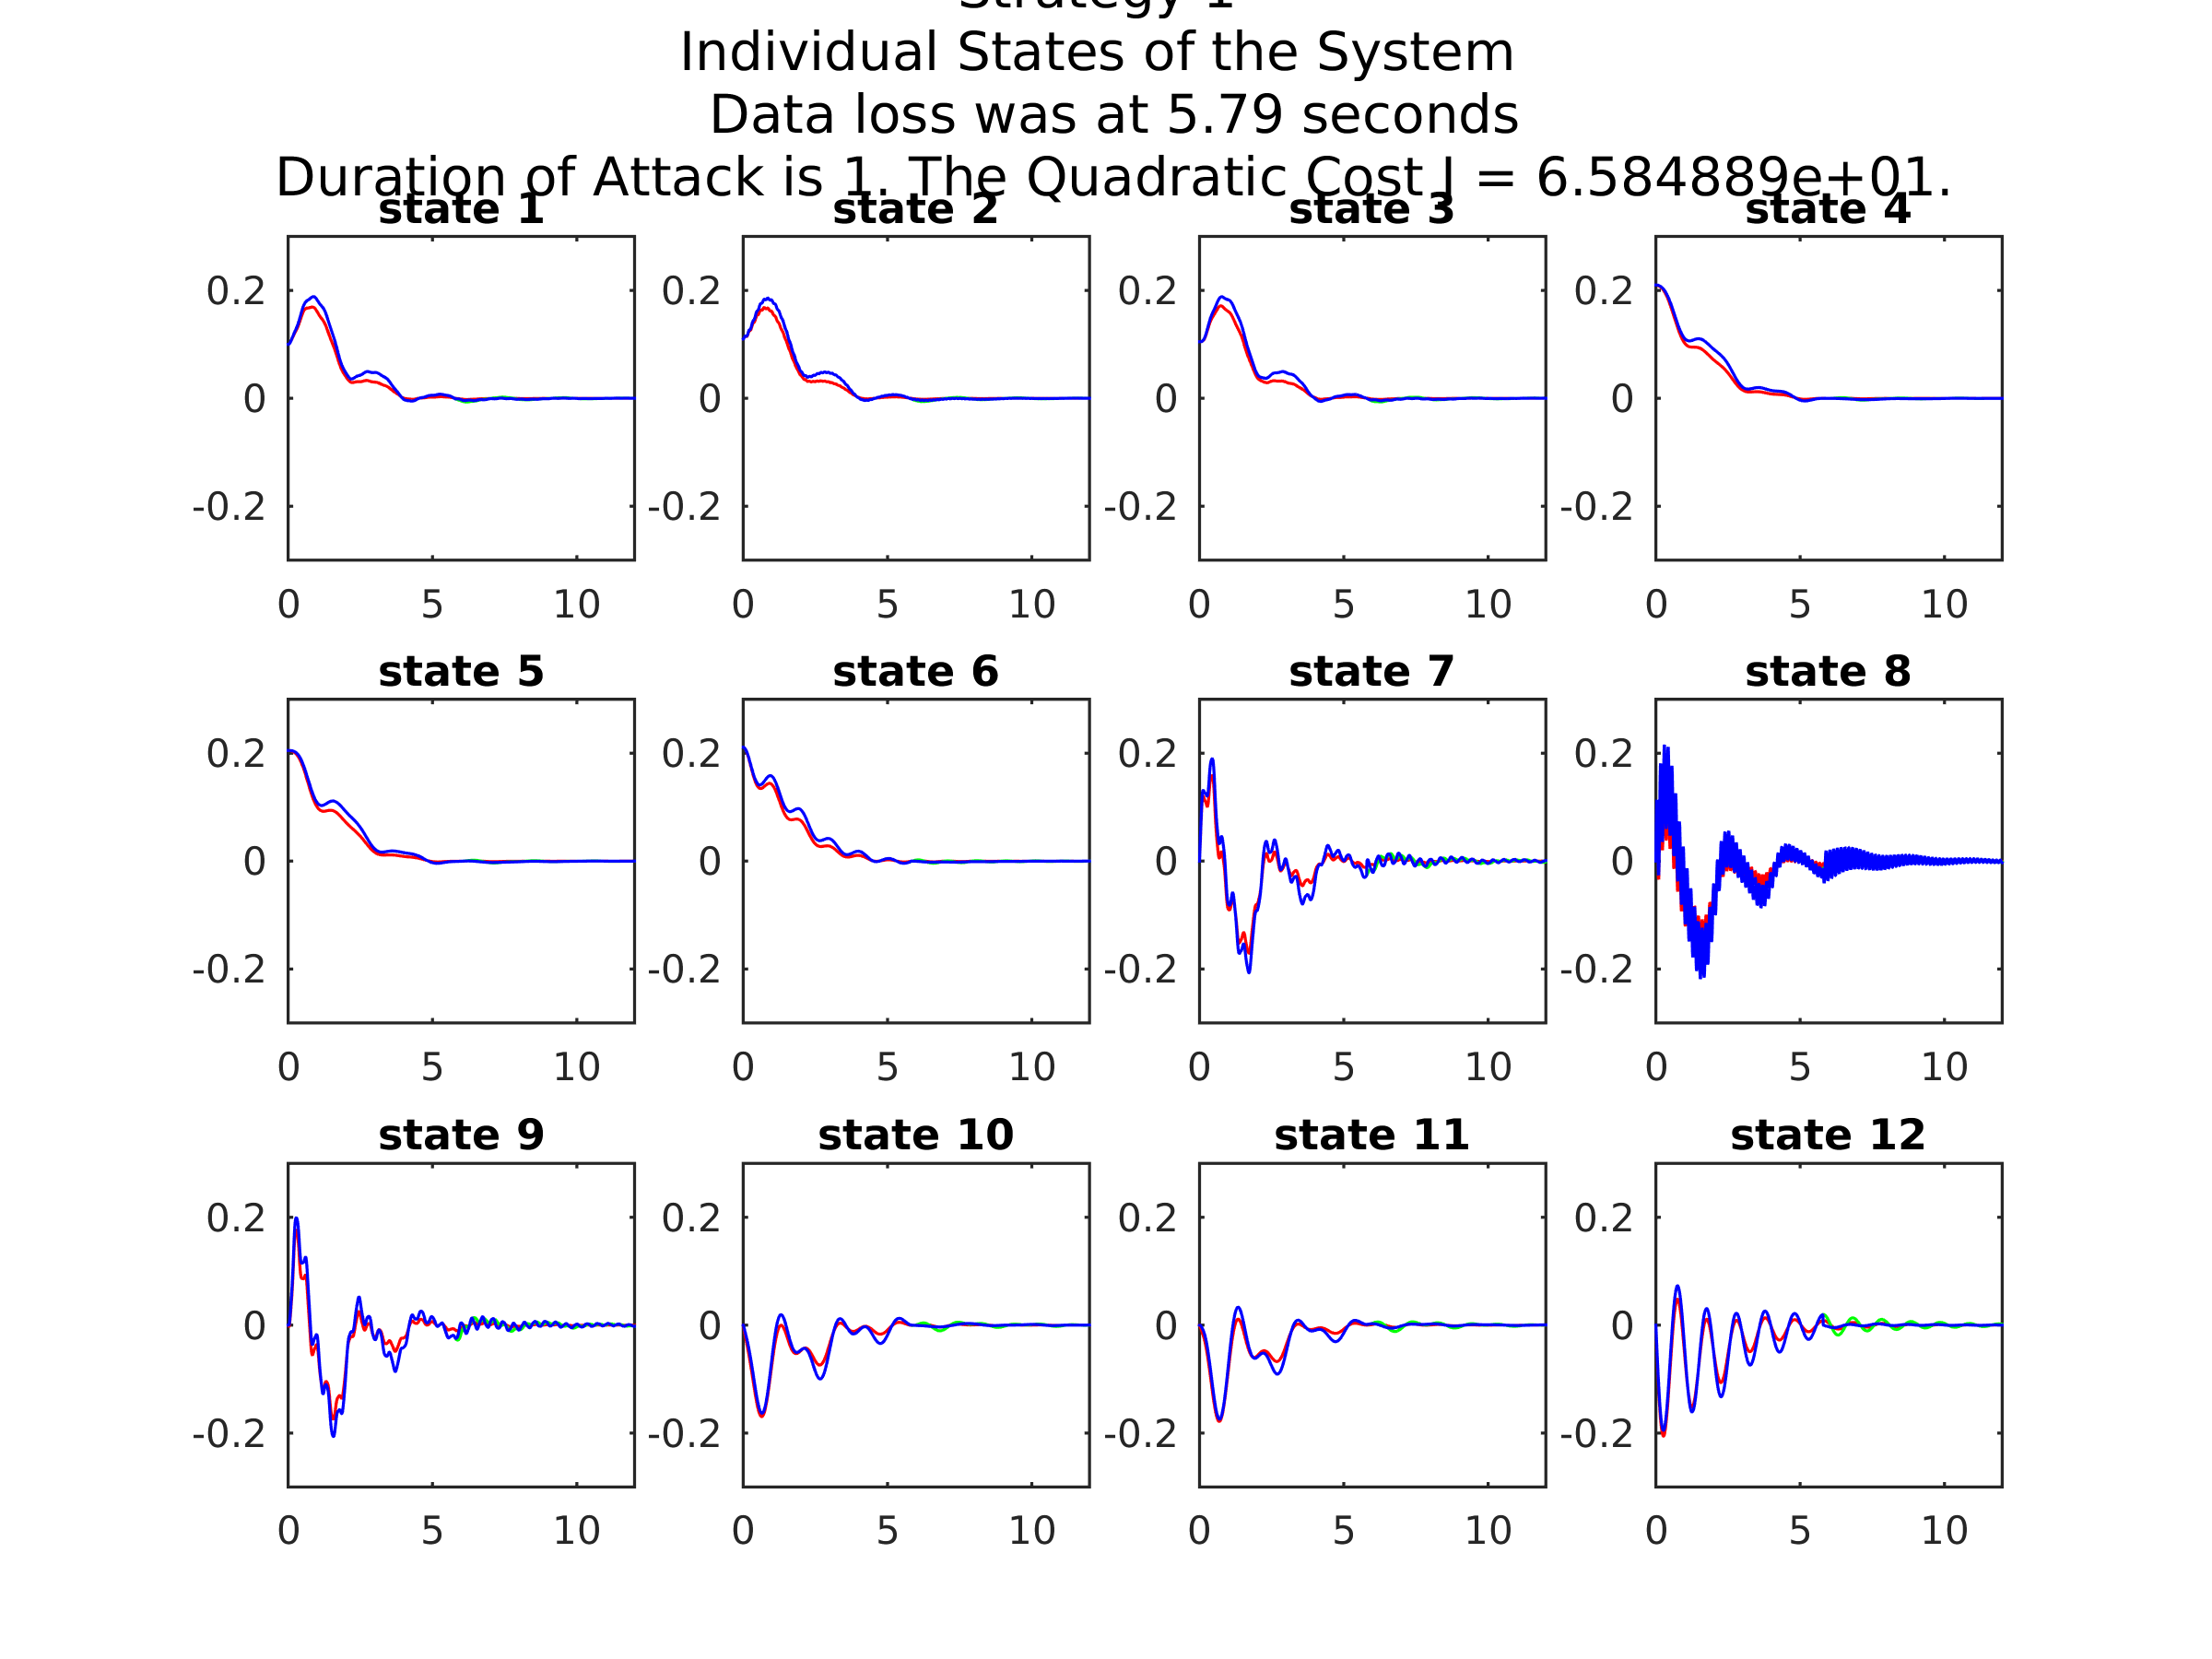 Strategy 1
Individual States of the System
Data loss was at 5.79 seconds
Duration of Attack is 1. The Quadratic Cost J = 6.584889e+01.
state 1 state 2 state 3 state 4
0.2 0.2 0.2 0.2
0 0 0 0
-0.2 -0.2 -0.2 -0.2
0 5 10 0 5 10 0 5 10 0 5 10
state 5 state 6 state 7 state 8
0.2 0.2 0.2 0.2
0 0 0 0
-0.2 -0.2 -0.2 -0.2
0 5 10 0 5 10 0 5 10 0 5 10
state 9 state 10 state 11 state 12
0.2 0.2 0.2 0.2
0 0 0 0
-0.2 -0.2 -0.2 -0.2
0 5 10 0 5 10 0 5 10 0 5 10